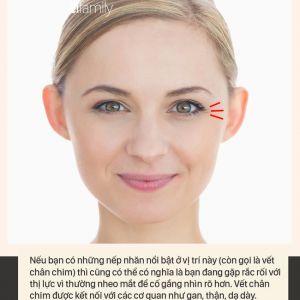 family
Nếu bạn có những nếp nhăn nổi bật ở vị trí này (còn gọi là vết
chân chim) thì cũng có thể có nghĩa là bạn đang gặp rắc rối với
thị lực vì thường nheo mắt để cố gắng nhìn rõ hơn. Vết chân
chim được kết nối với các cơ quan như gan, thận, dạ dày.